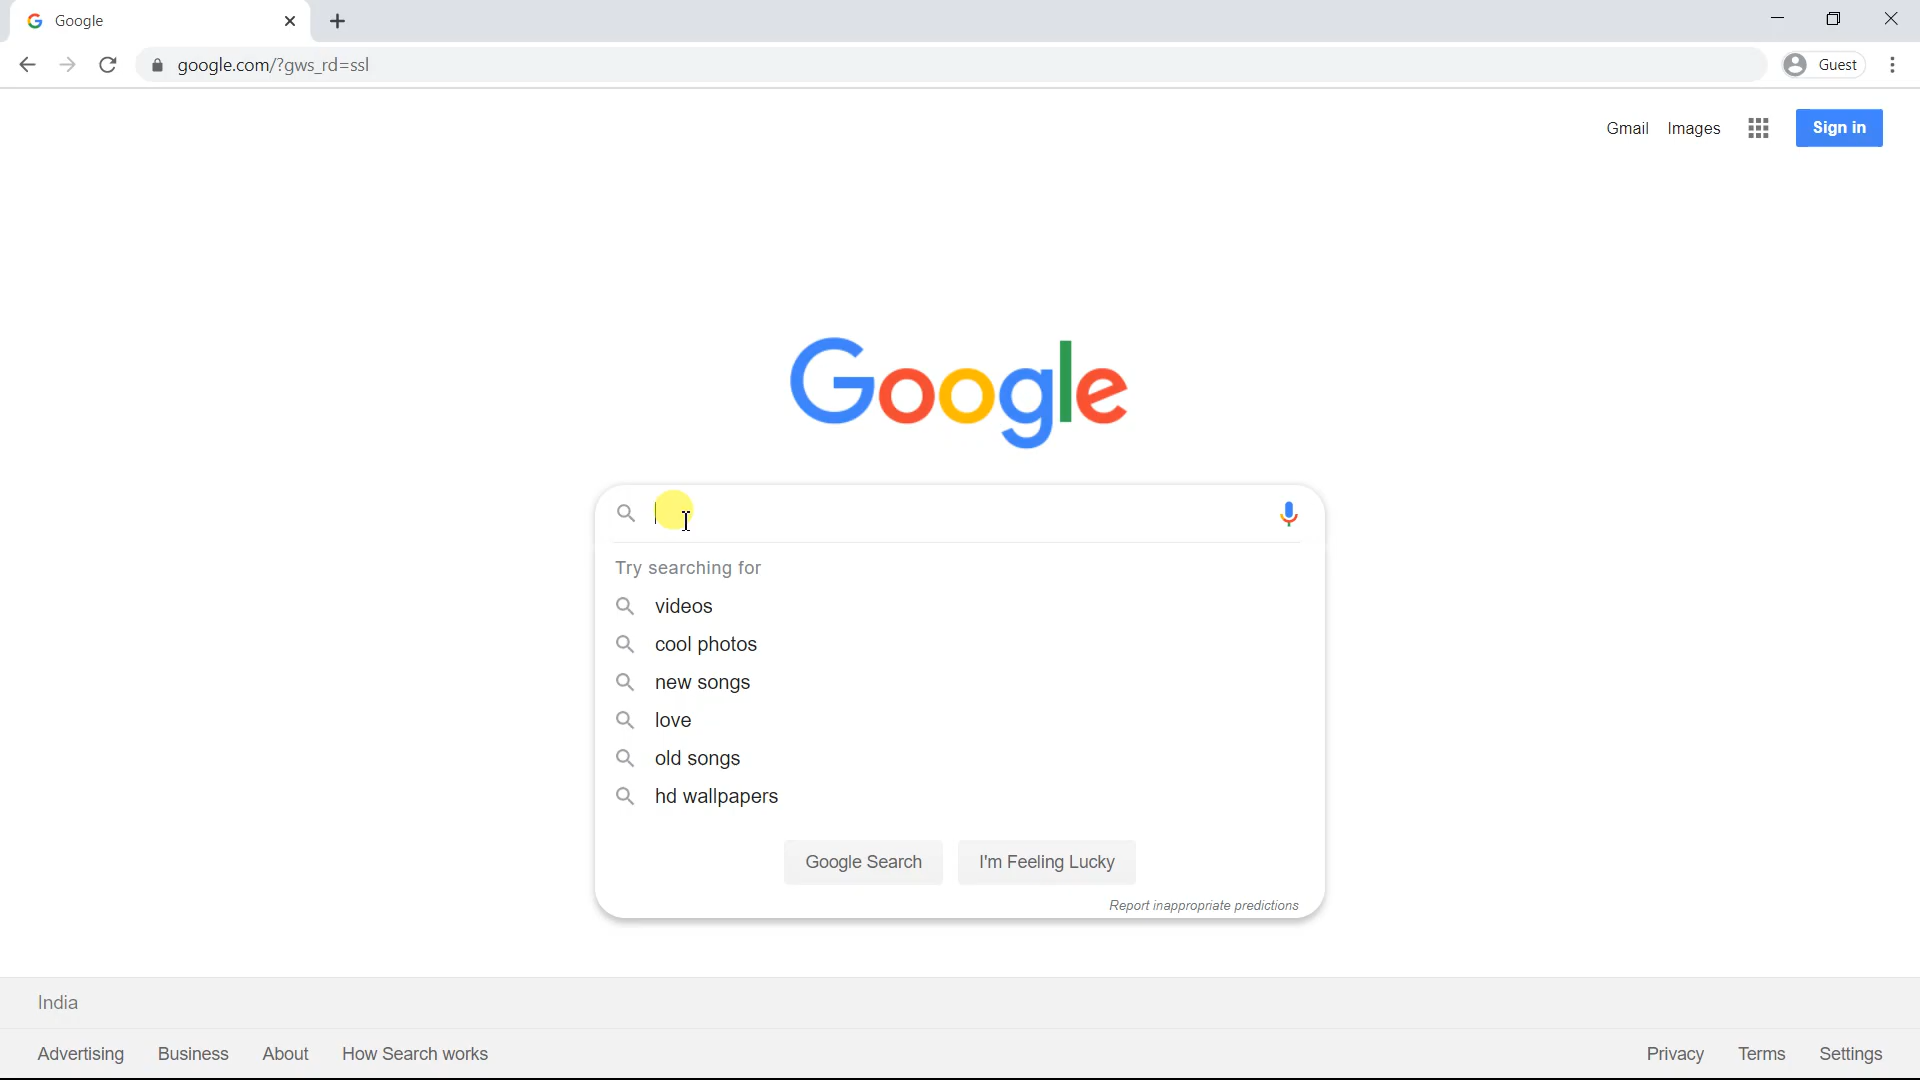 Google
google.com/?gws_rd=ssl
Guest
Gmail Images Sign in
Google
Try searching for
videos
cool photos
new songs
love
old songs
hd wallpapers
Google Search I'm Feeling Lucky
Report inappropriate predictions
India
Advertising Business About How Search works Privacy Terms Settings